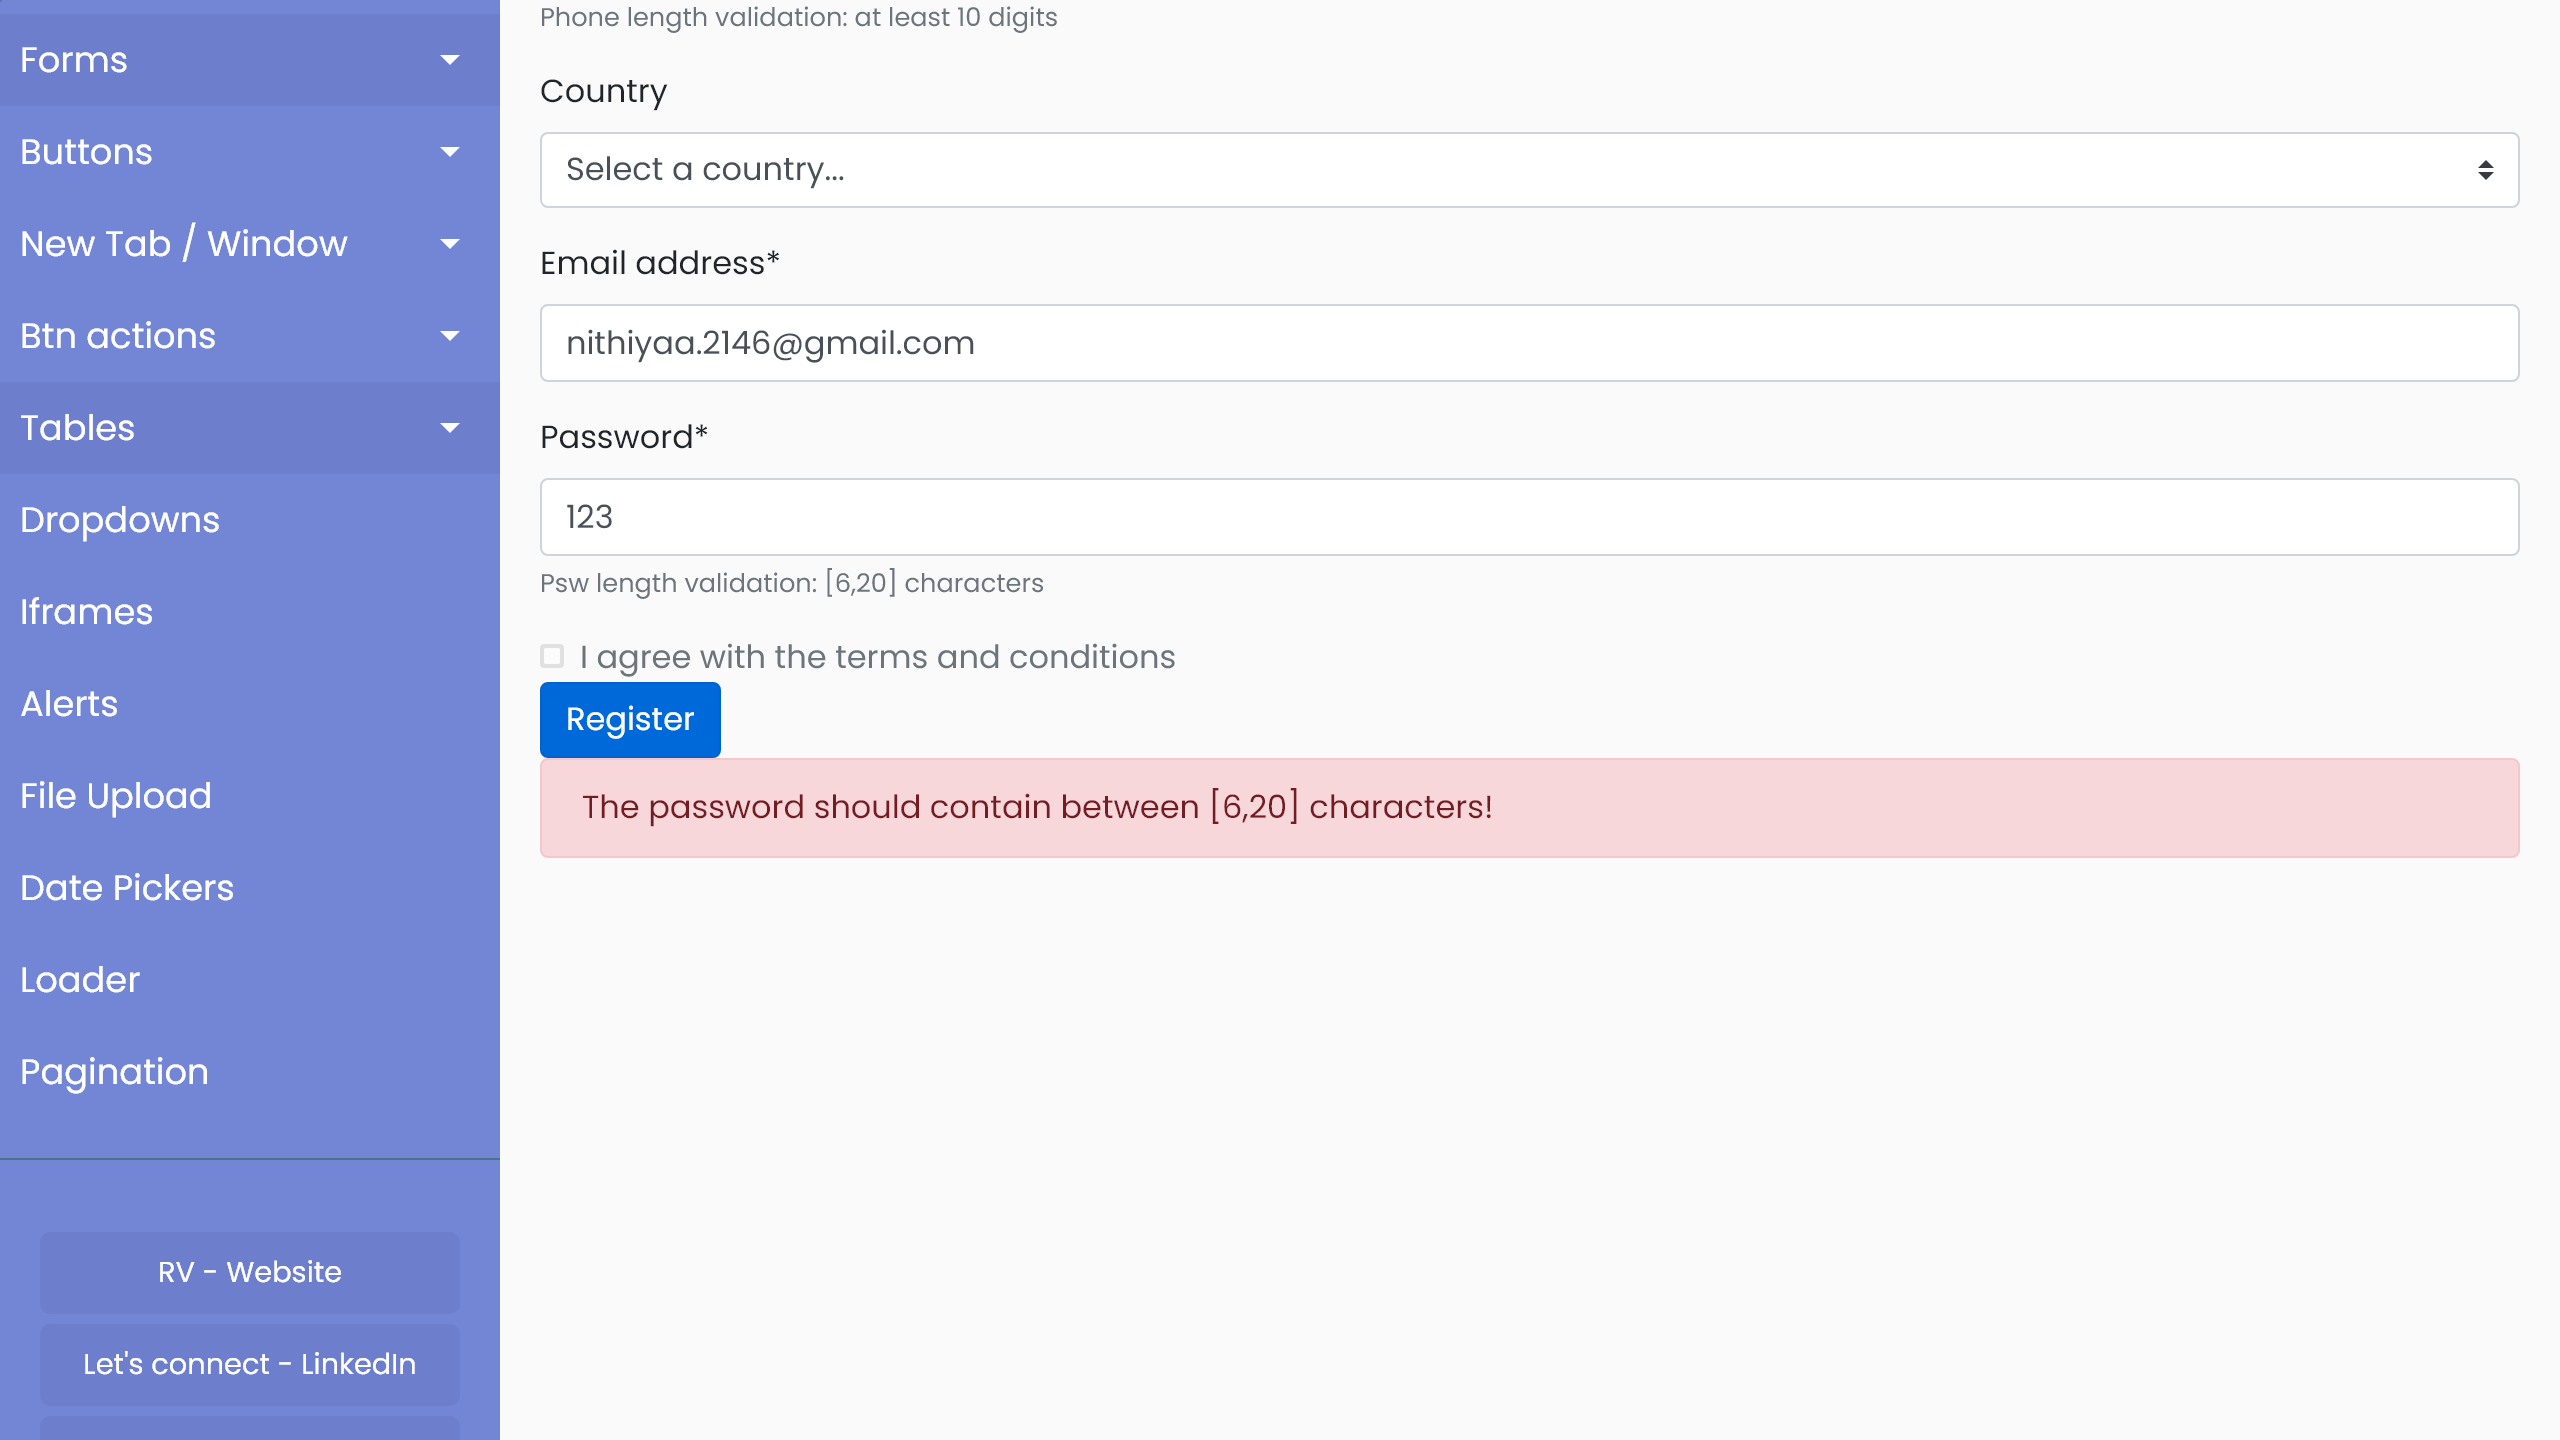 Forms
Buttons
New Tab / Window
Btn actions
Tables
Dropdowns
Iframes
Alerts
File Upload
Date Pickers
Loader
Pagination
RV - Website
Let's connect - LinkedIn
Phone length validation: at least 10 digits
Country
Select a country...
Email address*
nithiyaa.2146@gmail.com
Password*
123
Psw length validation: [6,20] characters
I agree with the terms and conditions
Register
The password should contain between [6,20] characters!